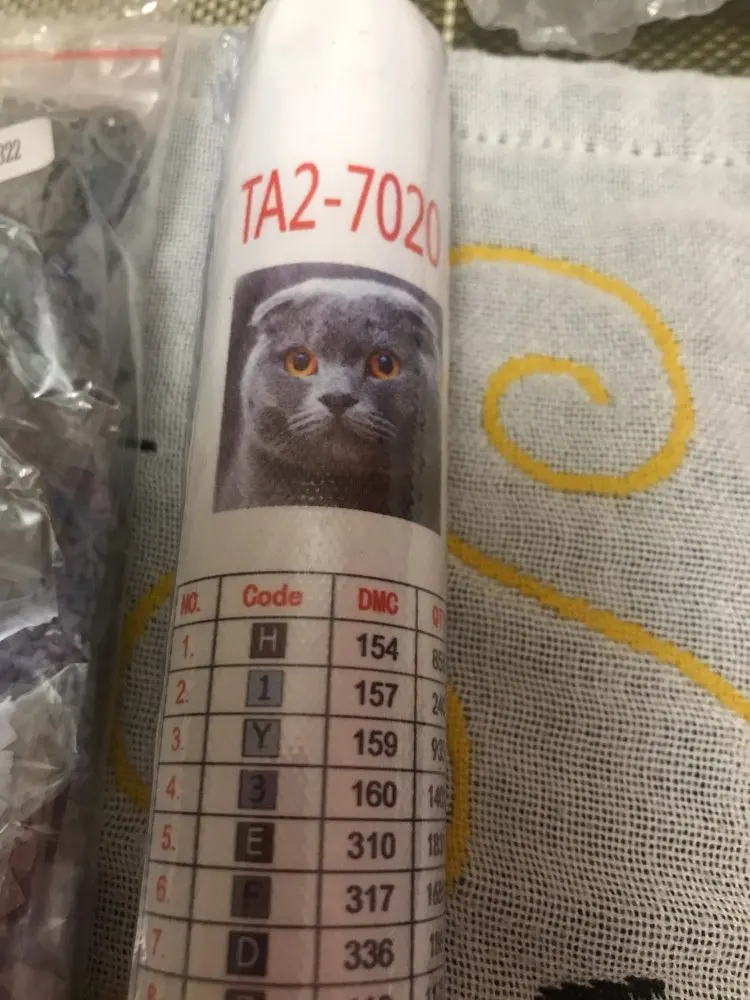 322
TA2-7020
NO. Code DMC
1. H 154
2. 1 157
3. Y 159
4. 3 160
5. E 310
6. F 317
7. D 336